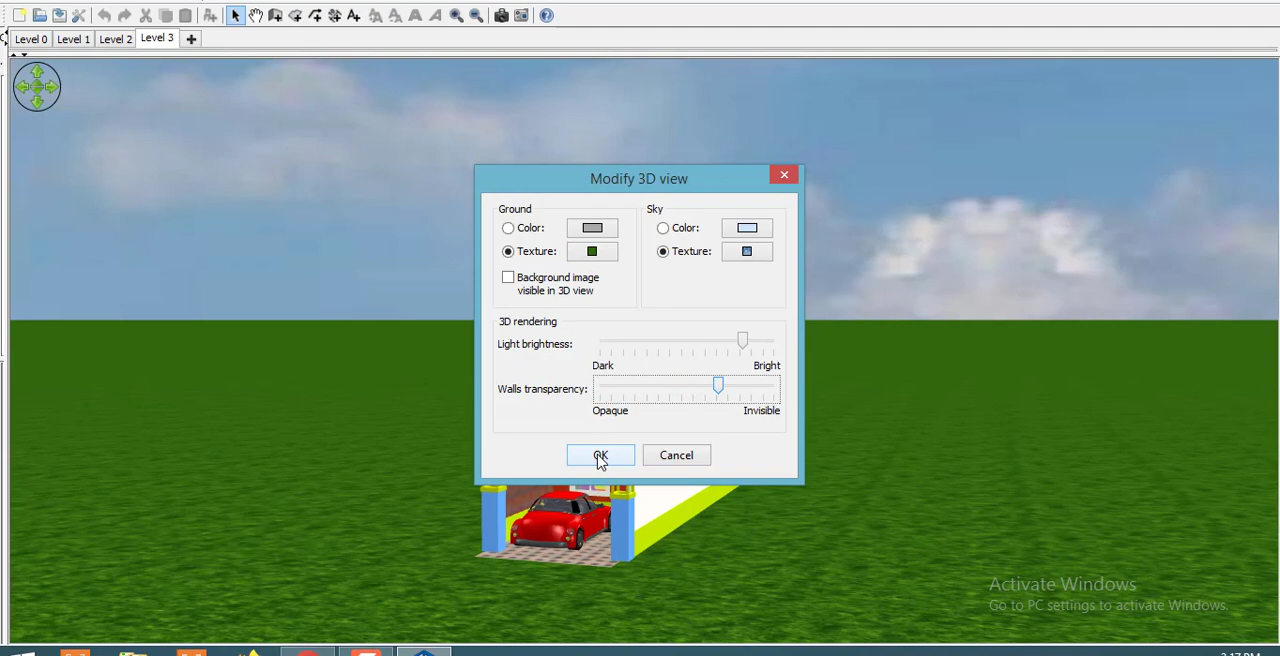 Level 0 Level 1 Level 2 Level 3
Modify 3D view
Ground Sky
Color: Color:
Texture: Texture:
Background image
visible in 3D view
3D rendering
Light brightness:
Dark Bright
Walls transparency:
Opaque Invisible
OK Cancel
Activate Windows
Go to PC settings to activate Windows.